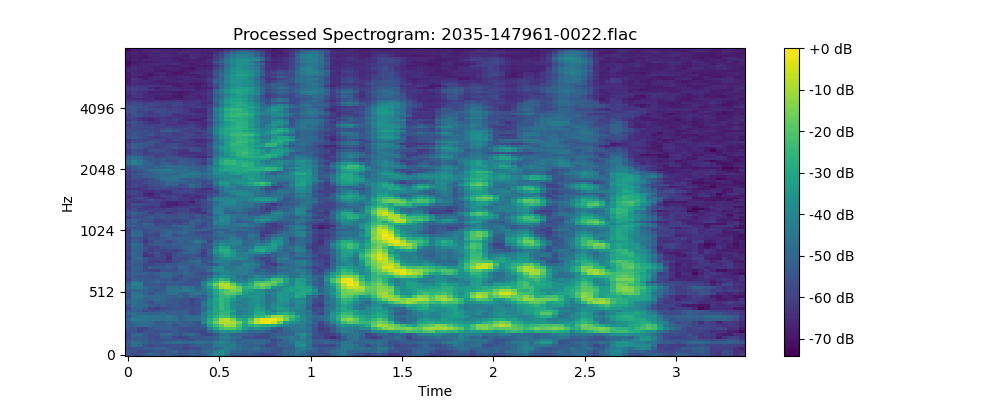 Processed Spectrogram: 2035-147961-0022.flac
+0 dB
4096
-10 dB
-20 dB
2048
-30 dB
Hz
1024
-40 dB
-50 dB
512
-60 dB
0
-70 dB
0 0.5 1 1.5 2 2.5 3
Time